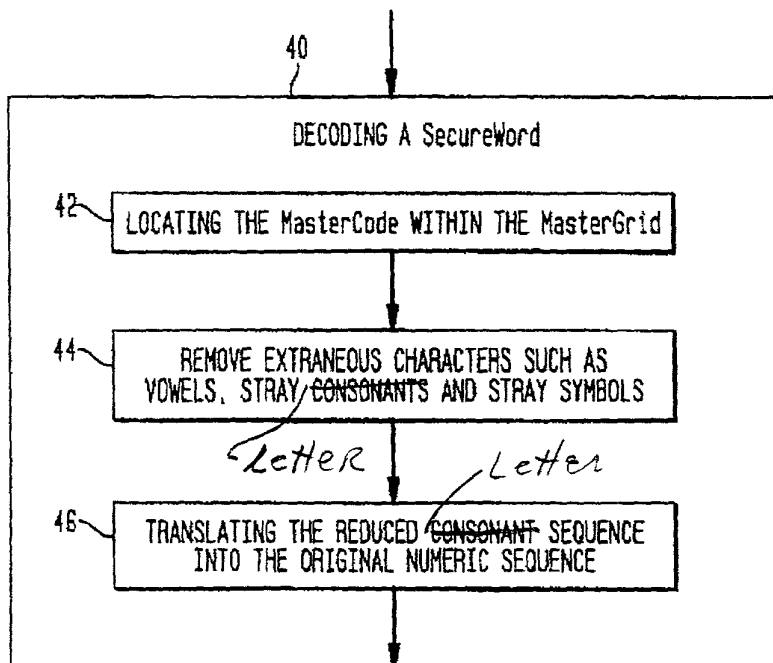 40
DECODING A SecureWord
42
LOCATING THE MasterCode WITHIN THE MasterGrid
44
REMOVE EXTRANEOUS CHARACTERS SUCH AS
VOWELS, STRAY CONSONANTS AND STRAY SYMBOLS
LetteR Letter
46
TRANSLATING THE REDUCED CONSONANT SEQUENCE
INTO THE ORIGINAL NUMERIC SEQUENCE